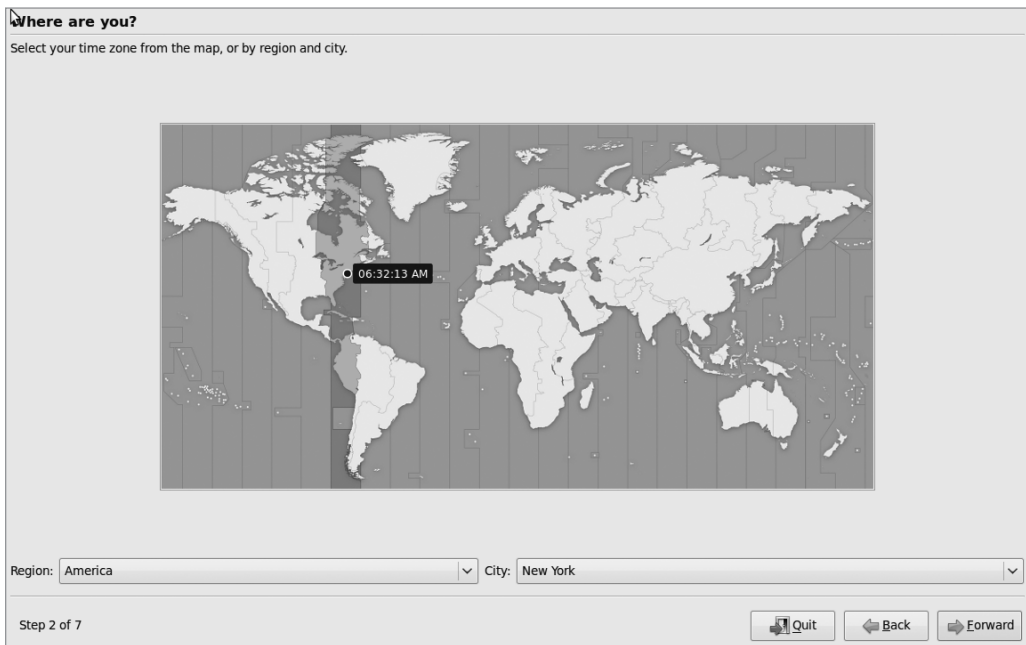 Where are you?
Select your time zone from the map, or by region and city.
06:32:13 AM
Region: America City: New York
Step 2 of 7 Quit Back Forward